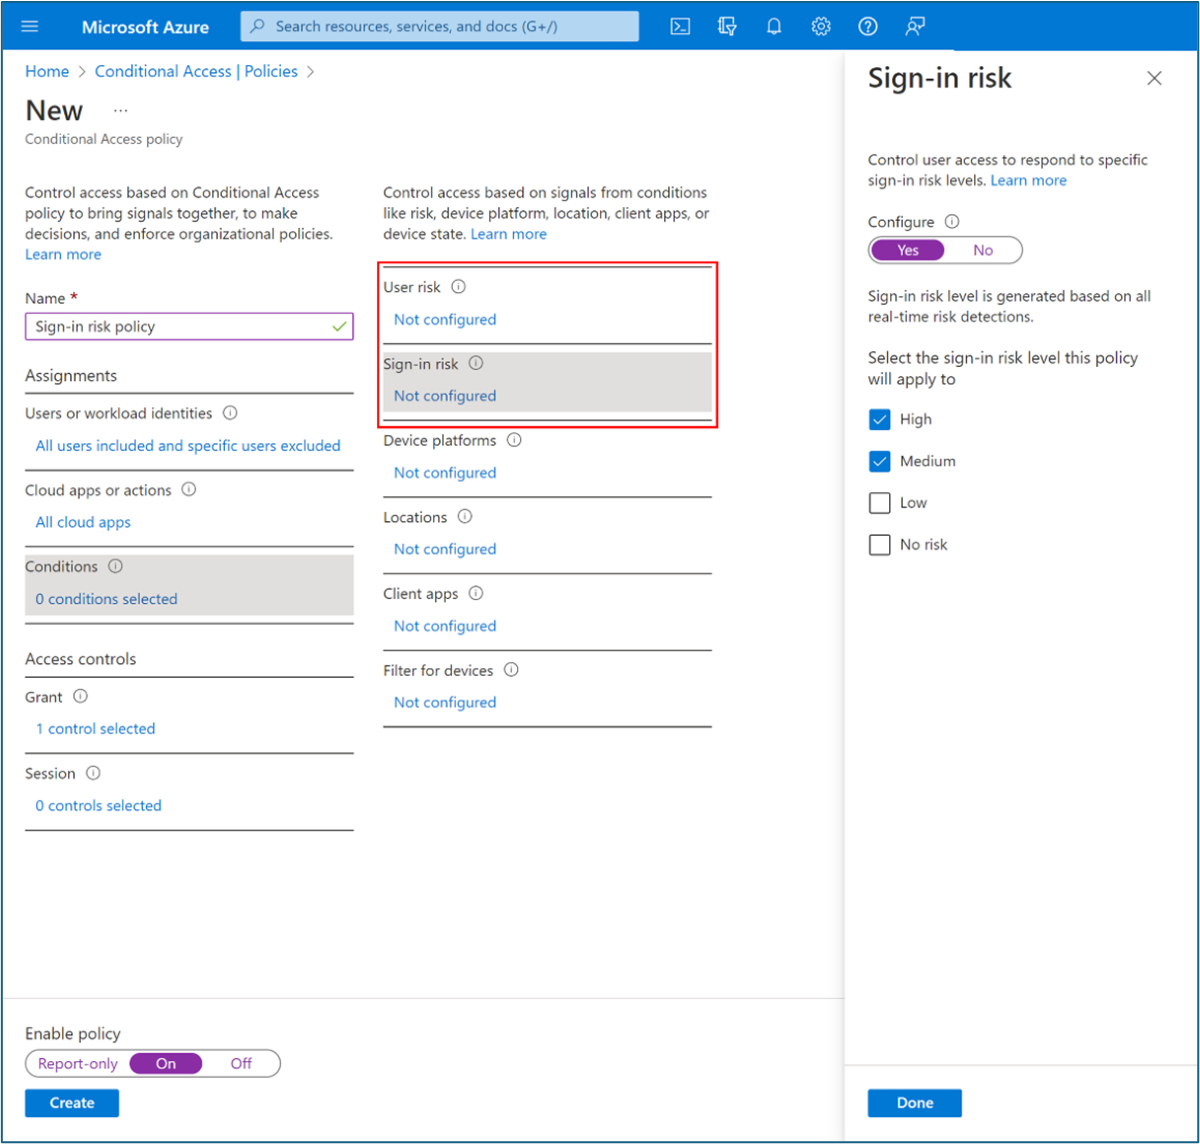 Microsoft Azure
Search resources, services, and docs (G+/)
Home > Conditional Access | Policies >
New ...
Conditional Access policy
Control access based on Conditional Access
policy to bring signals together, to make
decisions, and enforce organizational policies.
Learn more
Name *
Sign-in risk policy
Assignments
Users or workload identities
All users included and specific users excluded
Cloud apps or actions
All cloud apps
Conditions
0 conditions selected
Access controls
Grant
1 control selected
Session
0 controls selected
Control access based on signals from conditions
like risk, device platform, location, client apps, or
device state. Learn more
User risk
Not configured
Sign-in risk
Not configured
Device platforms
Not configured
Locations
Not configured
Client apps
Not configured
Filter for devices
Not configured
Enable policy
Report-only On Off
Create
Sign-in risk
Control user access to respond to specific
sign-in risk levels. Learn more
Configure
Yes No
Sign-in risk level is generated based on all
real-time risk detections.
Select the sign-in risk level this policy
will apply to
High
Medium
Low
No risk
Done